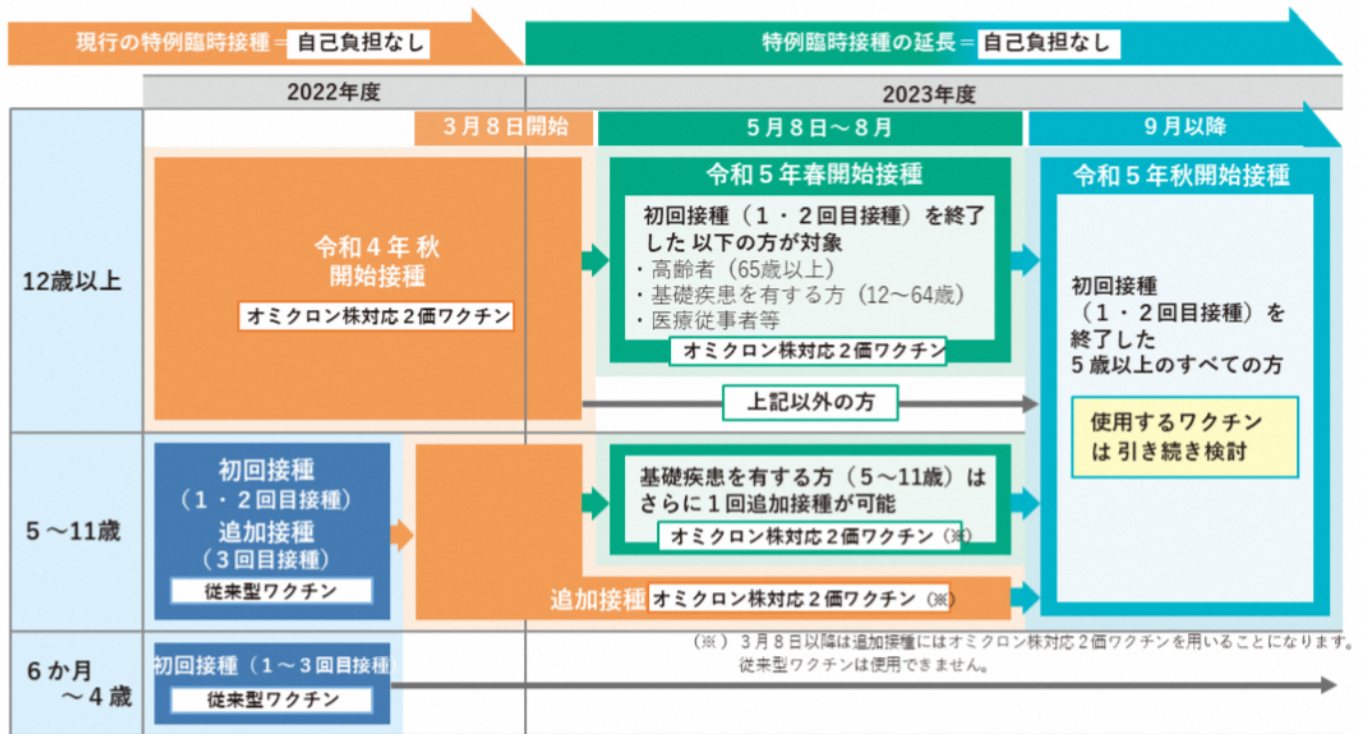 現行の特例臨時接種＝自己負担なし
特例臨時接種の延長＝自己負担なし
2022年度
2023年度
3月8日開始
5月8日～8月
9月以降
12歳以上
令和4年 秋
開始接種
オミクロン株対応2価ワクチン
令和5年春開始接種
初回接種（1・2回目接種）を終了
した 以下の方が対象
・高齢者（65歳以上）
・基礎疾患を有する方（12～64歳）
・医療従事者等
オミクロン株対応2価ワクチン
上記以外の方
令和5年秋開始接種
初回接種
（1・2回目接種）を
終了した
5歳以上のすべての方
使用するワクチン
は 引き続き検討
5～11歳
初回接種
（1・2回目接種）
追加接種
（3回目接種）
従来型ワクチン
基礎疾患を有する方（5～11歳）は
さらに1回追加接種が可能
オミクロン株対応2価ワクチン（※）
追加接種 オミクロン株対応2価ワクチン（※）
（※）3月8日以降は追加接種にはオミクロン株対応2価ワクチンを用いることになります。
従来型ワクチンは使用できません。
6か月
～4歳
初回接種（1～3回目接種）
従来型ワクチン